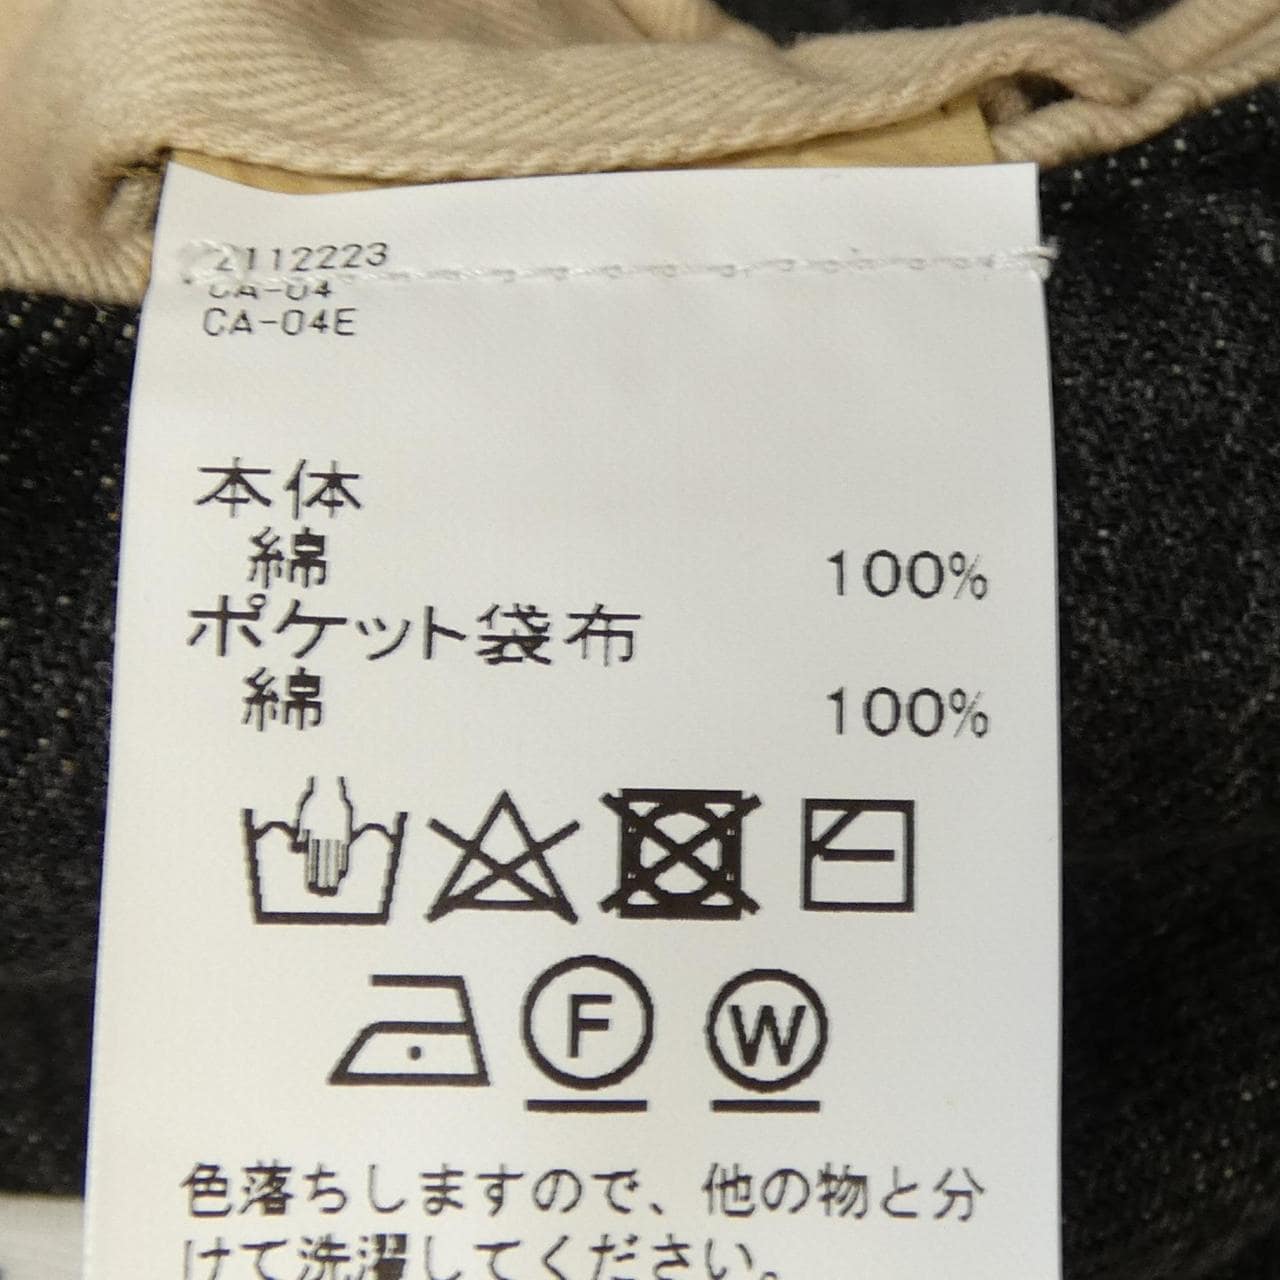 2112223
CA-04
CA-04E
本体
綿 100%
ポケット袋布
綿 100%
F W
色落ちしますので、他の物と分
けて洗濯してください。